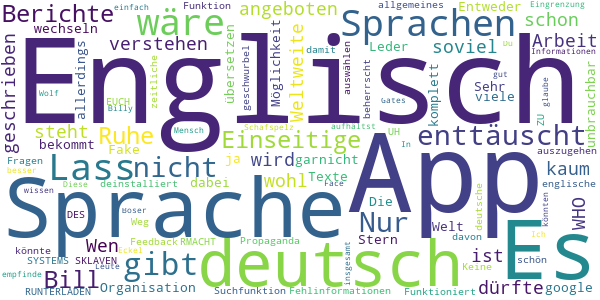 einfach Funktion allgemeines Eingrenzung
Berichte wäre angeboten Entweder
wechseln Sprachen schon
geschrieben allerdings verstehen zeitliche übersetzen geschwurbel Möglichkeit Weltweite auswählen Leder soviel Arbeit Informationen
Englisch
beherrscht komplett Sehr viele unbrauchbar
EUCH Billy Gates gut Uu
Wolf steht Ruhe Einseitige enttäuscht ZU glaube
bekommt Fake Mensch Schafspelz aufhältst UH In auszugehen
Fragen ja wird garnicht
besser Lass nicht Texte kaum englische
wissen Diese deinstalliert dabei wohl App
Sprache Nur Die WHO deutsche könnten
DES Böser Weg Face Welt Ich
könnte Wen Feedback RMACHT Stern davon Es
SYSTEMS SKLAVEN gibt Propaganda deutsch insgesamt Keine ist schön
empfinde Bill Leute Eckel Suchfunktion Fehlinformationen dürfte google
RUNTERLADEN Organisation Funktioniert damit